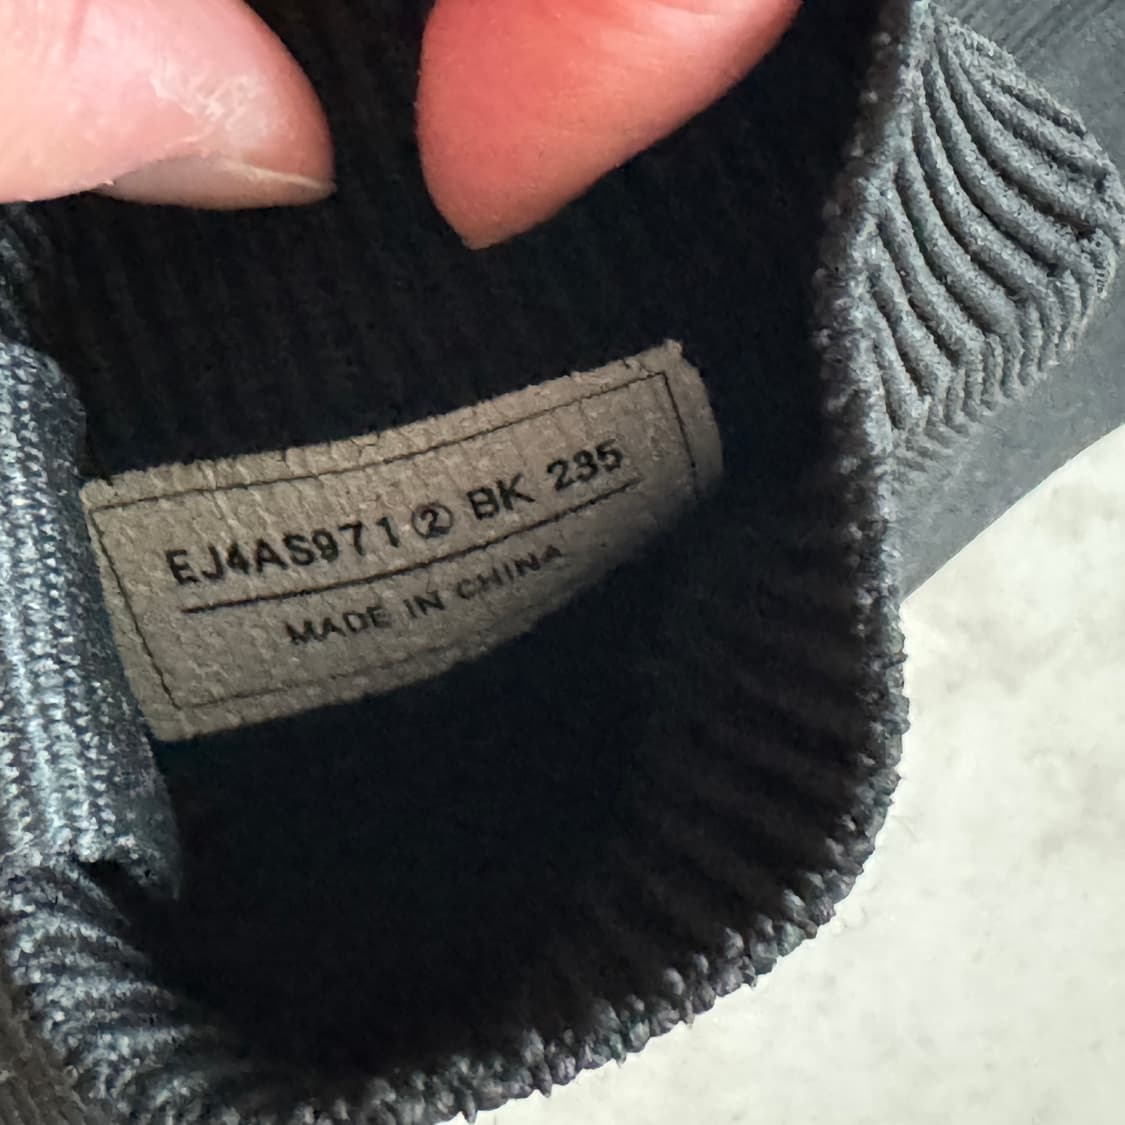 EJ4AS971 ② BK 235
MADE IN CHINA